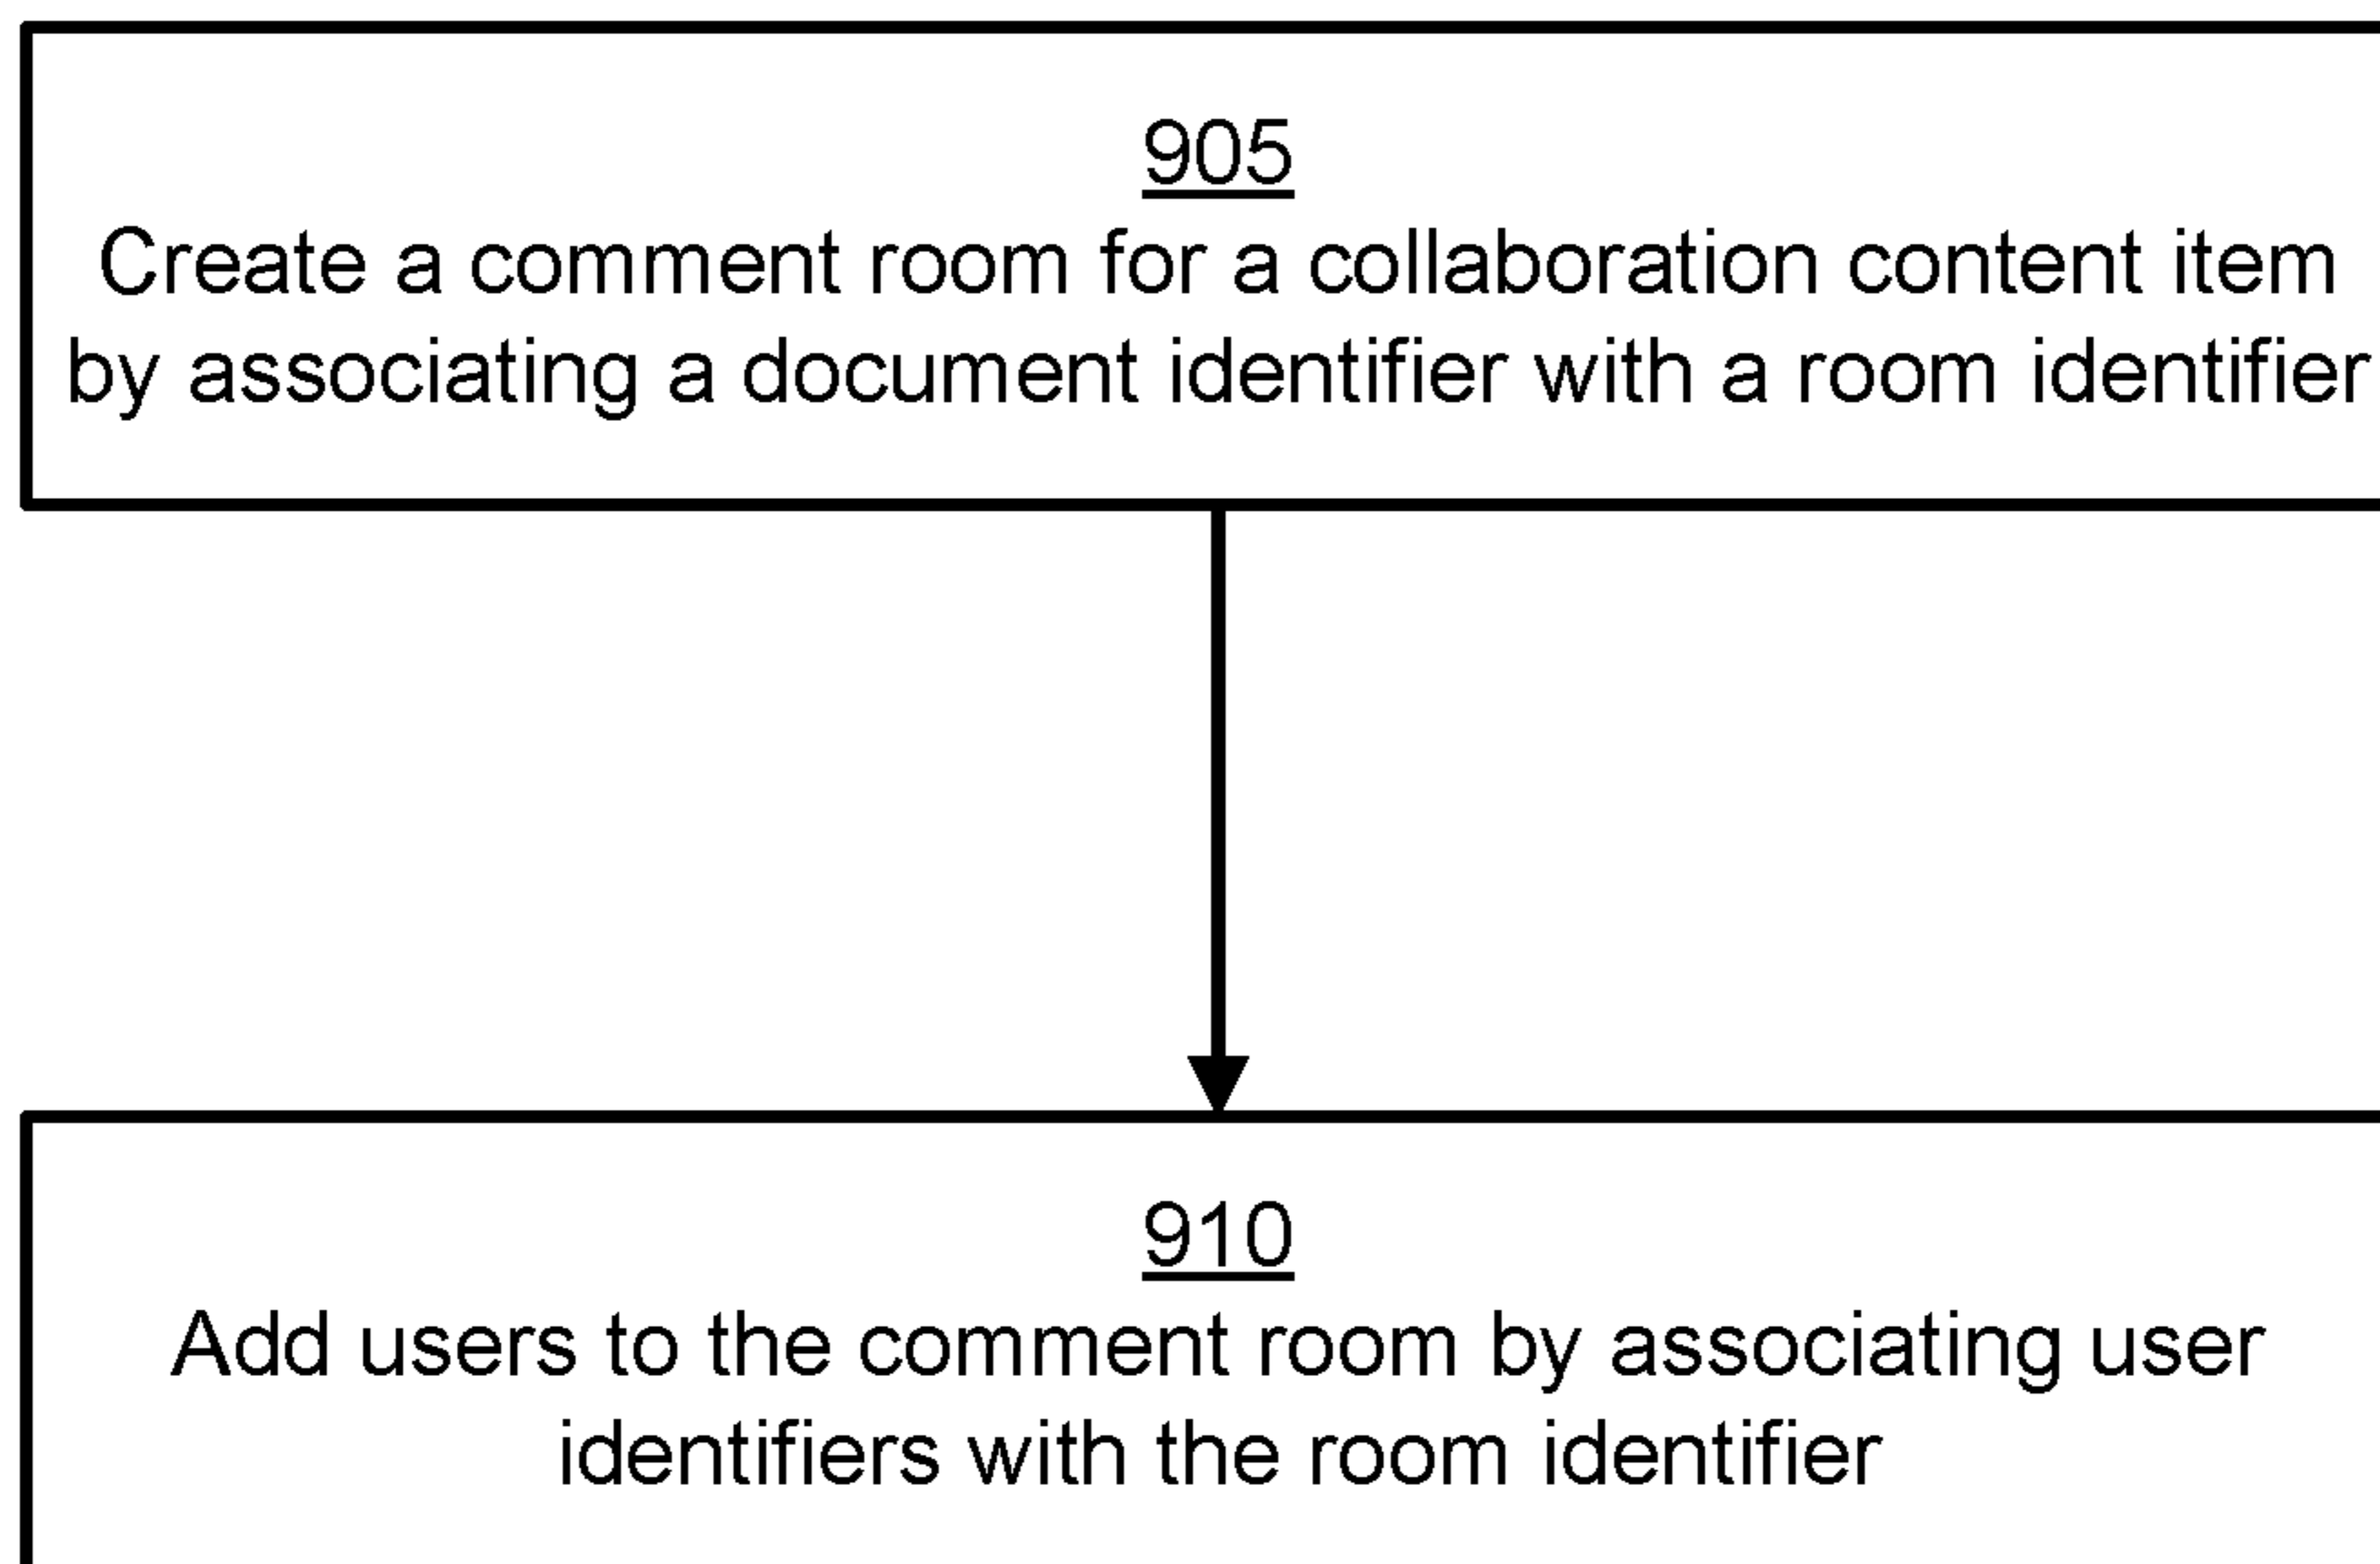 905
Create a comment room for a collaboration content item
by associating a document identifier with a room identifier
910
Add users to the comment room by associating user
identifiers with the room identifier